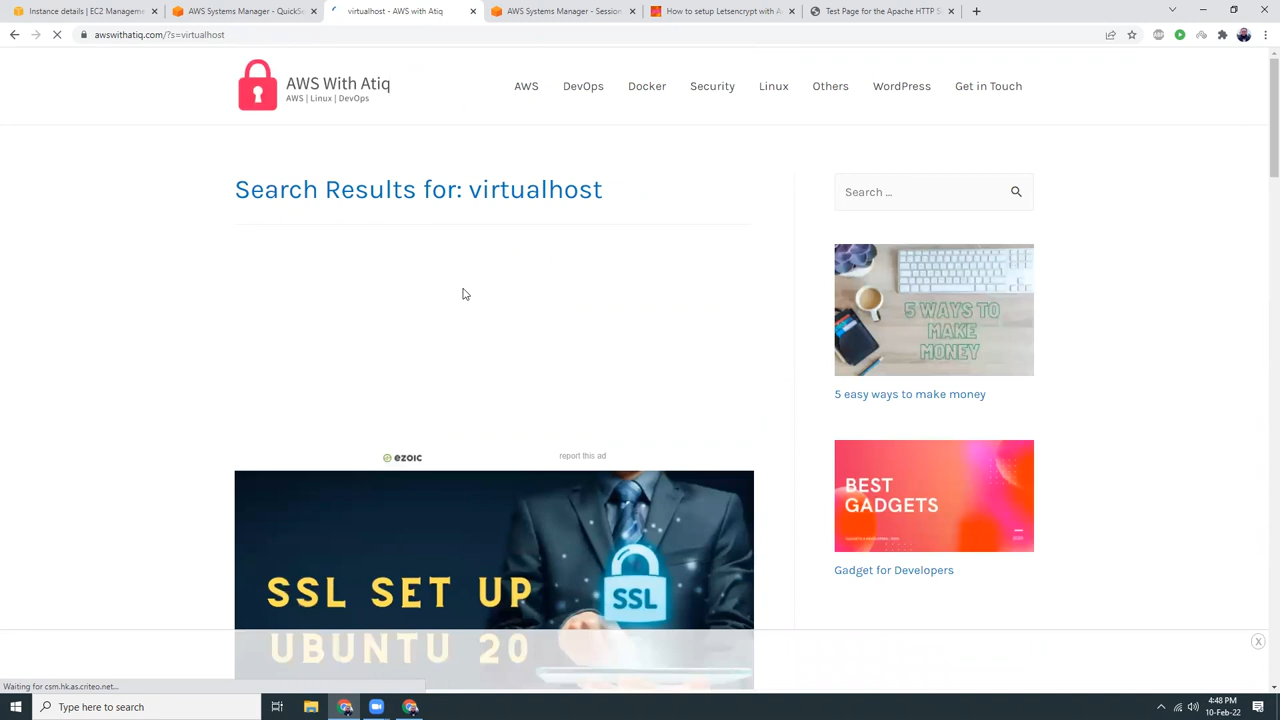 Instance details | EC2 Managemen
AWS Systems Manager - QuickSe
virtualhost - AWS With Atiq
AWS Systems Manager - Session
How to setup Letsencrypt with A
Test Page for the Apache HTTP S
awswithatiq.com/?s=virtualhost
AWS With Atiq
AWS | Linux | DevOps
AWS
DevOps
Docker
Security
Linux
Others
WordPress
Get in Touch
Search Results for: virtualhost
Search ...
5 WAYS TO
MAKE
MONEY
5 easy ways to make money
ezoic
report this ad
BEST
GADGETS
Gadget for Developers
SSL SET UP
UBUNTU 20
SSL
X
Waiting for csm.hk.as.criteo.net...
Type here to search
4:48 PM
10-Feb-22